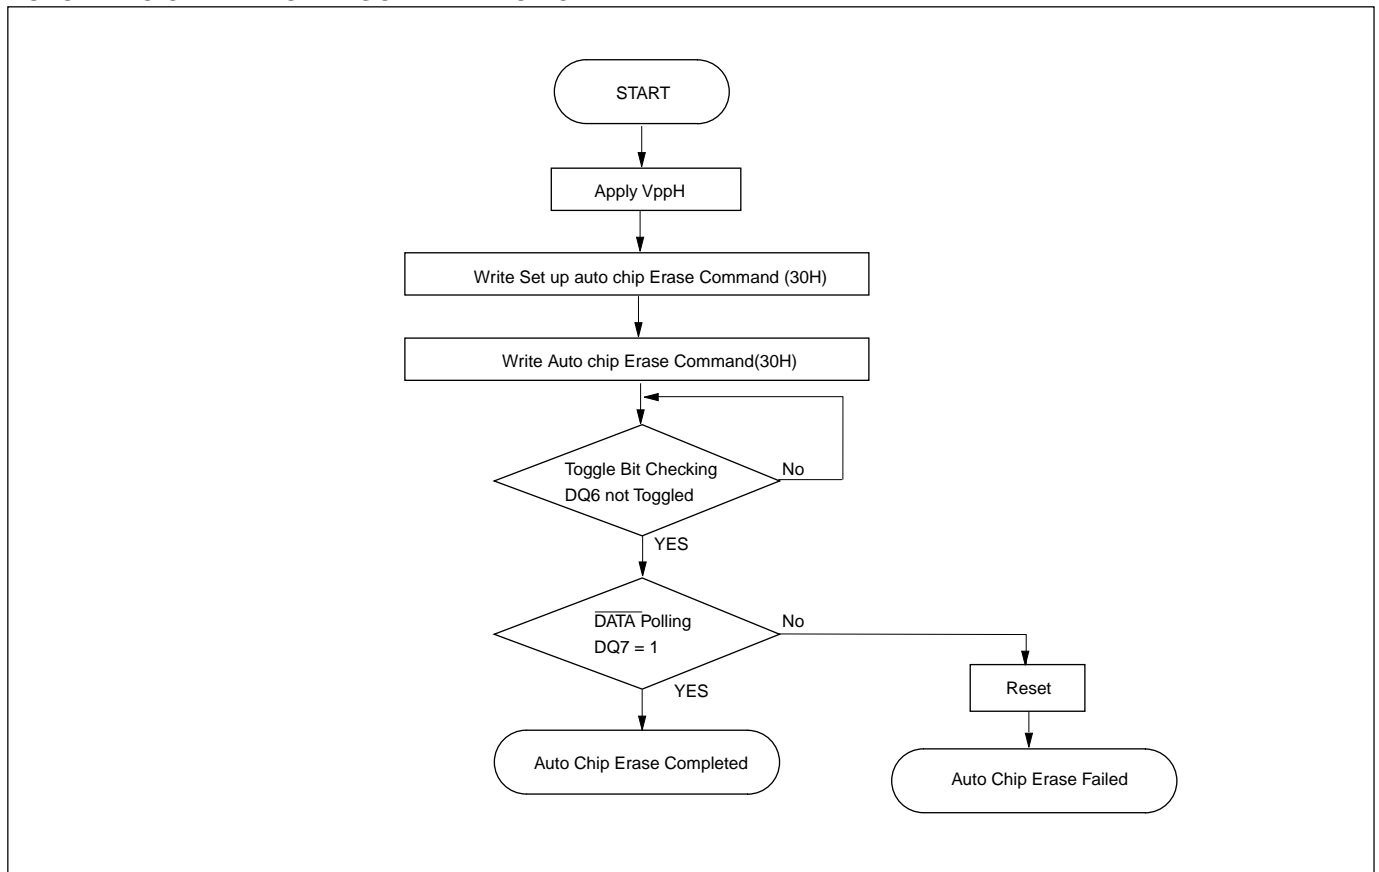 START
Apply VppH
Write Set up auto chip Erase Command (30H)
Write Auto chip Erase Command(30H)
Toggle Bit Checking
DQ6 not Toggled
No
YES
DATA Polling
DQ7 = 1
No
YES
Reset
Auto Chip Erase Completed
Auto Chip Erase Failed